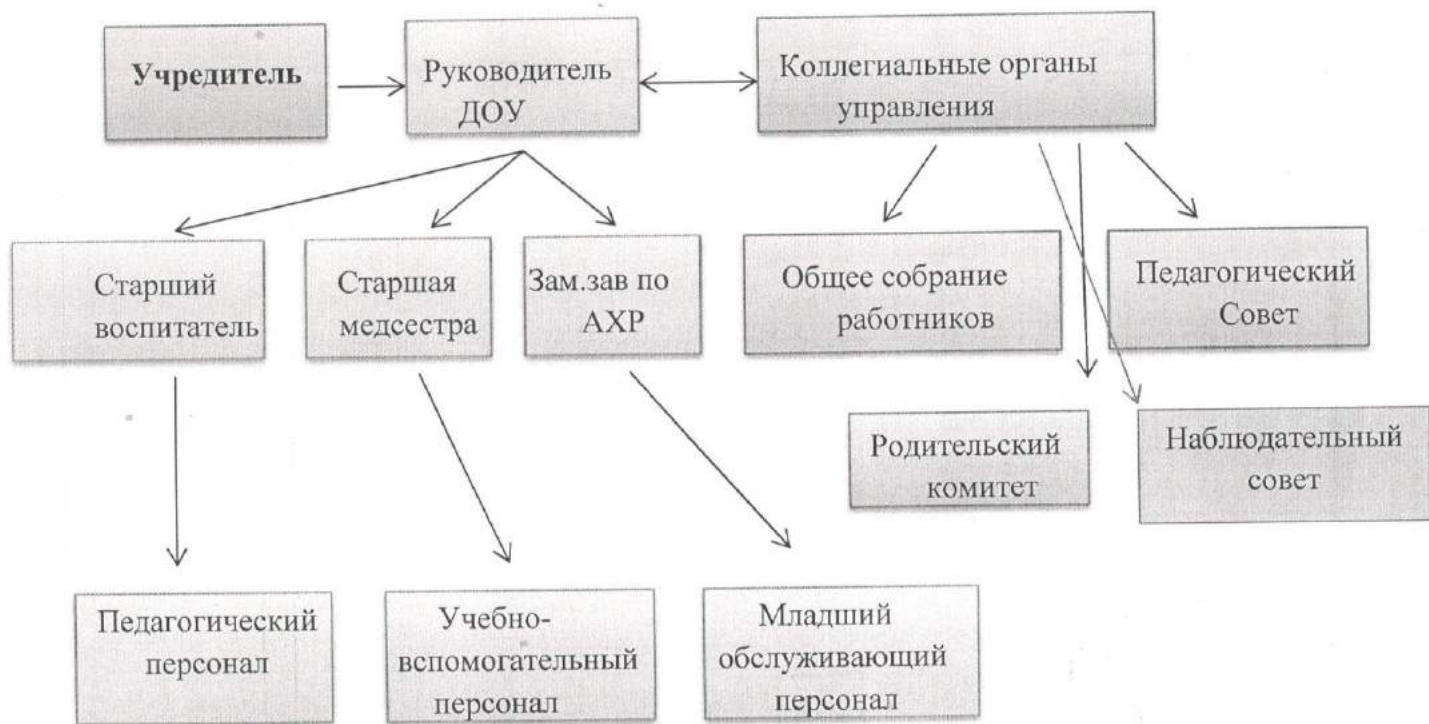 Учредитель
Руководитель
ДОУ
Коллегиальные органы
управления
Старший
воспитатель
Старшая
медсестра
Зам.зав по
АХР
Общее собрание
работников
Педагогический
Совет
Родительский
комитет
Наблюдательный
совет
Педагогический
персонал
Учебно-
вспомогательный
персонал
Младший
обслуживающий
персонал